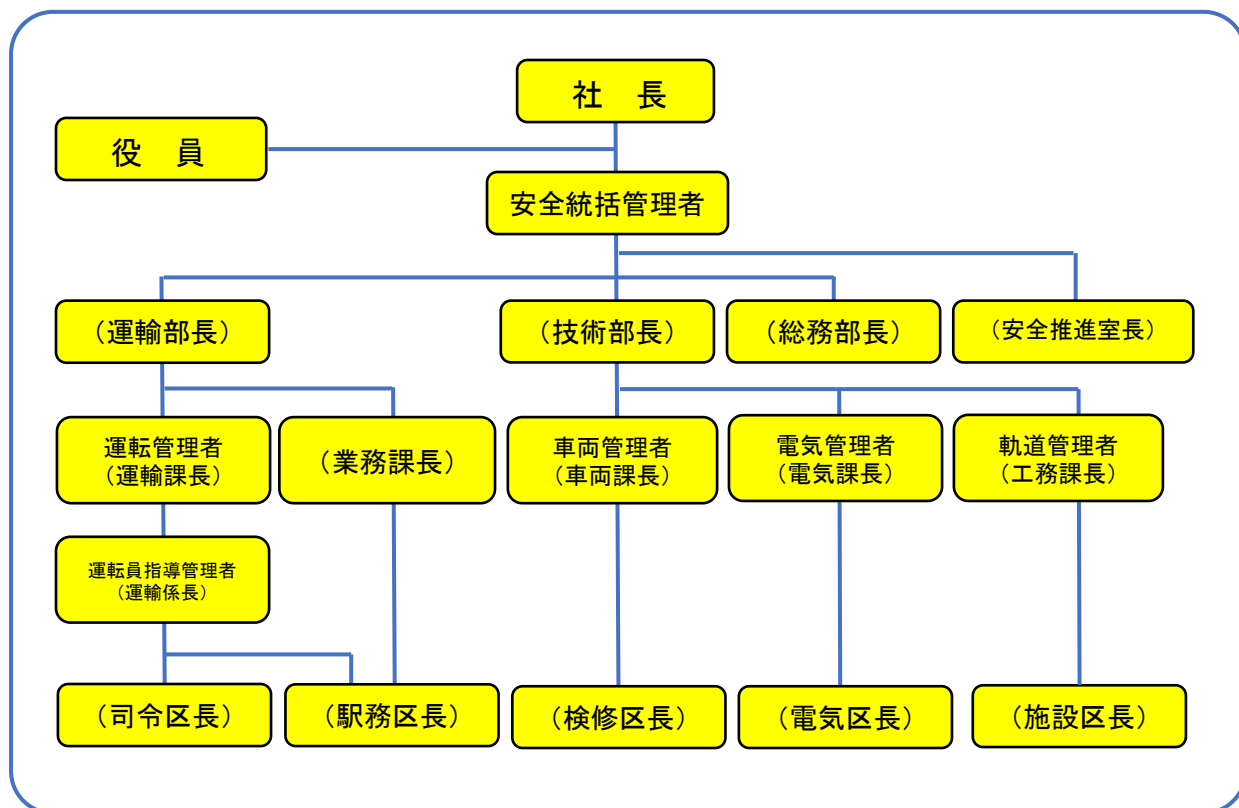 社　長
役　員
安全統括管理者
（運輸部長）
（技術部長）
（総務部長）
（安全推進室長）
運転管理者
（運輸課長）
（業務課長）
車両管理者
（車両課長）
電気管理者
（電気課長）
軌道管理者
（工務課長）
運転員指導管理者
（運輸係長）
（司令区長）
（駅務区長）
（検修区長）
（電気区長）
（施設区長）